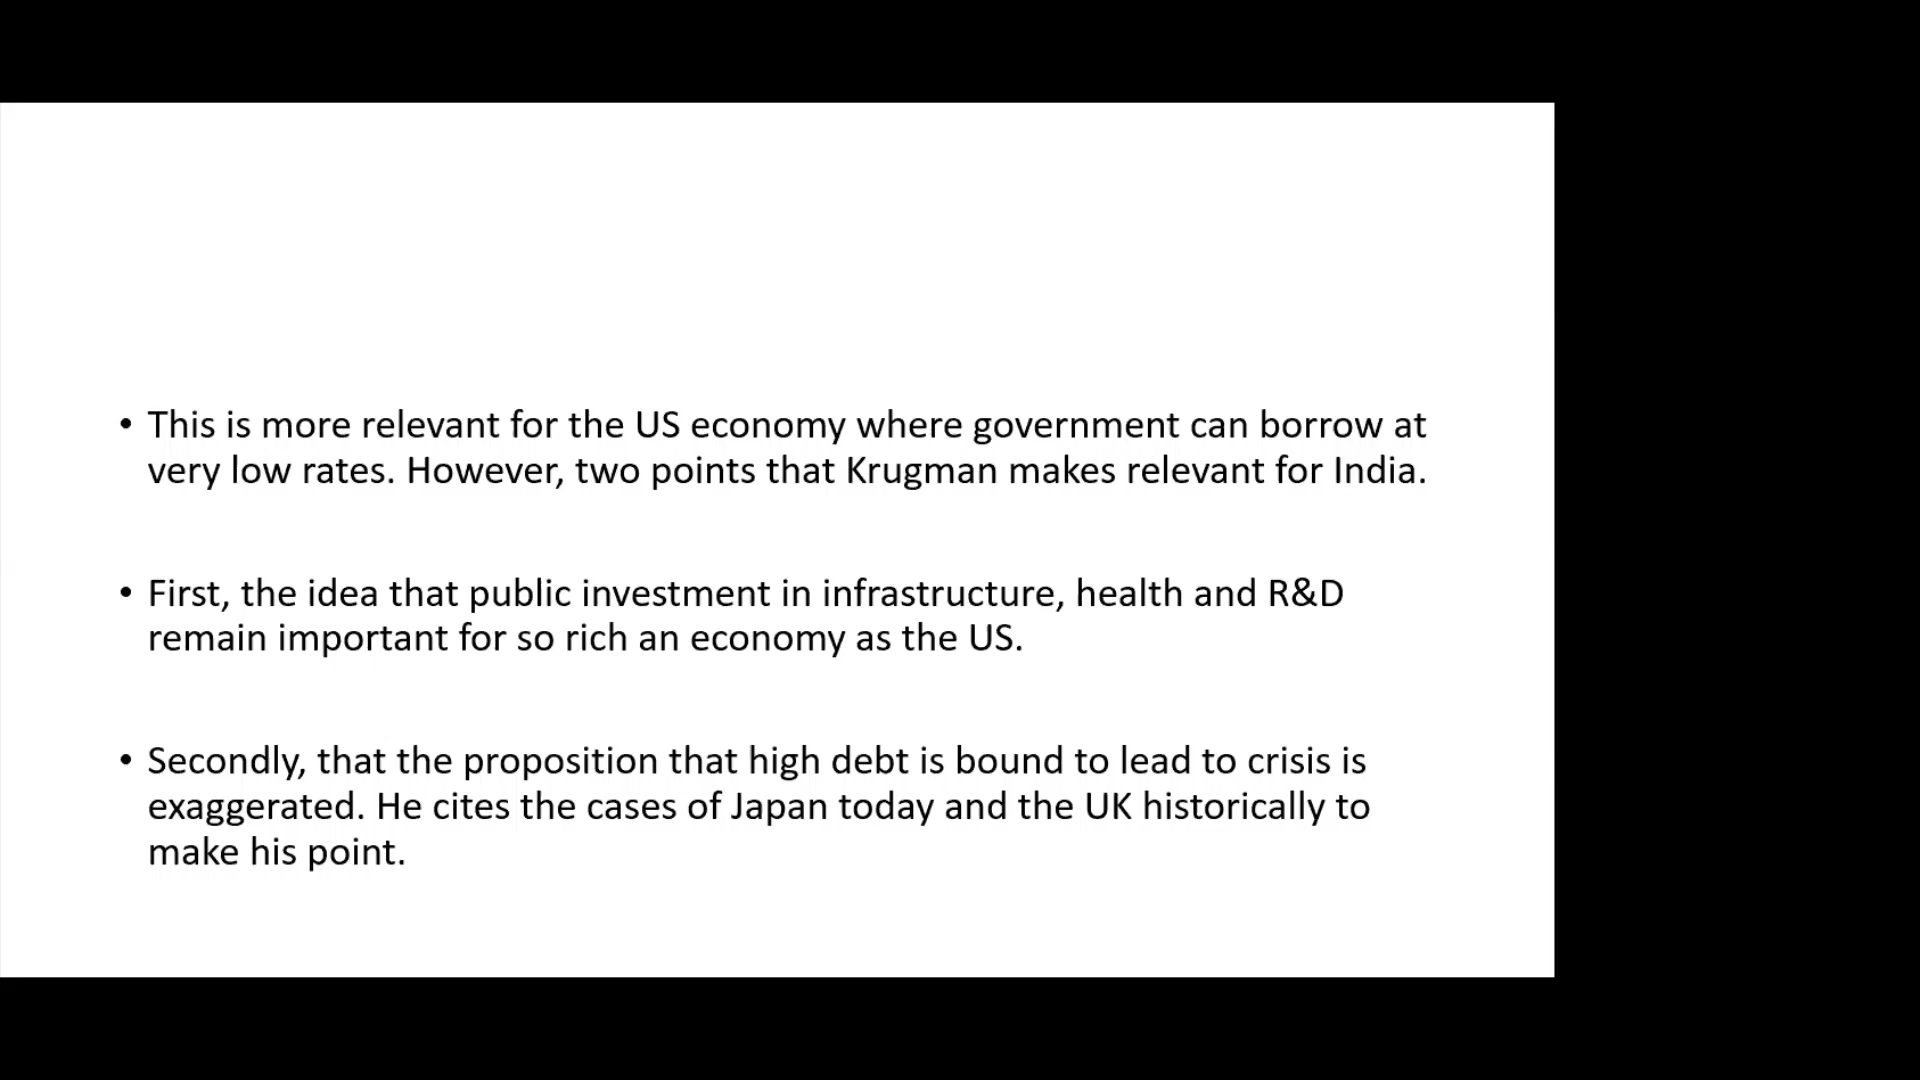 • This is more relevant for the US economy where government can borrow at
very low rates. However, two points that Krugman makes relevant for India.
• First, the idea that public investment in infrastructure, health and R&D
remain important for so rich an economy as the US.
• Secondly, that the proposition that high debt is bound to lead to crisis is
exaggerated. He cites the cases of Japan today and the UK historically to
make his point.